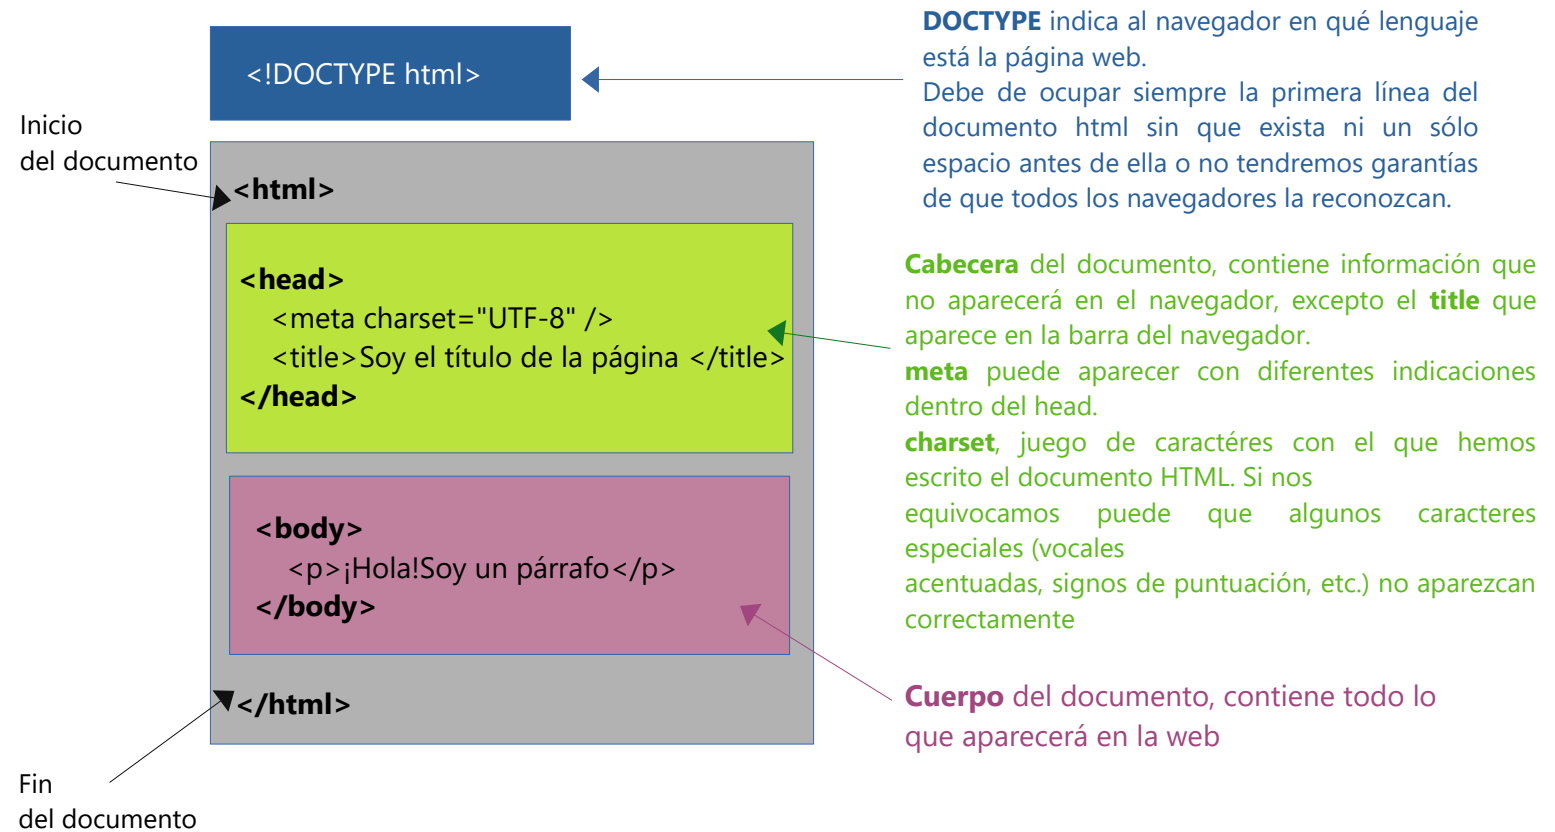 <!DOCTYPE html>
Inicio
del documento
<html>
<head>
<meta charset="UTF-8" />
<title>Soy el título de la página </title>
</head>
<body>
<p>¡Hola!Soy un párrafo</p>
</body>
</html>
Fin
del documento
DOCTYPE indica al navegador en qué lenguaje
está la página web.
Debe de ocupar siempre la primera línea del
documento html sin que exista ni un sólo
espacio antes de ella o no tendremos garantías
de que todos los navegadores la reconozcan.
Cabecera del documento, contiene información que
no aparecerá en el navegador, excepto el title que
aparece en la barra del navegador.
meta puede aparecer con diferentes indicaciones
dentro del head.
charset, juego de caractéres con el que hemos
escrito el documento HTML. Si nos
equivocamos puede que algunos caracteres
especiales (vocales
acentuadas, signos de puntuación, etc.) no aparezcan
correctamente
Cuerpo del documento, contiene todo lo
que aparecerá en la web